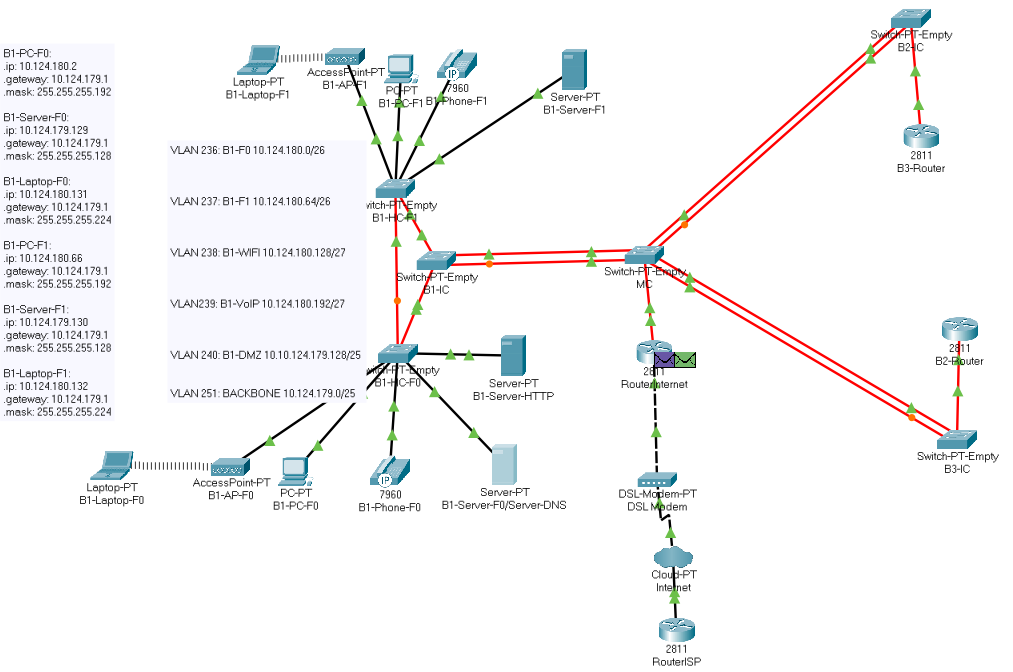 B1-PC-F0:
.ip: 10.124.180.2
.gateway: 10.124.179.1
.mask: 255.255.255.192
B1-Server-F0:
.ip: 10.124.179.129
.gateway: 10.124.179.1
.mask: 255.255.255.128
B1-Laptop-F0:
.ip: 10.124.180.131
.gateway: 10.124.179.1
.mask: 255.255.255.224
B1-PC-F1:
.ip: 10.124.180.66
.gateway: 10.124.179.1
.mask: 255.255.255.192
B1-Server-F1:
.ip: 10.124.179.130
.gateway: 10.124.179.1
.mask: 255.255.255.128
B1-Laptop-F1:
.ip: 10.124.180.132
.gateway: 10.124.179.1
.mask: 255.255.255.224
VLAN 236: B1-F0 10.124.180.0/26
VLAN 237: B1-F1 10.124.180.64/26
VLAN 238: B1-WIFI 10.124.180.128/27
VLAN239: B1-VoIP 10.124.180.192/27
VLAN 240: B1-DMZ 10.10.124.179.128/25
VLAN 251: BACKBONE 10.124.179.0/25
Laptop-PT
B1-Laptop-F1
AccessPoint-PT
B1-AP-F1
PC-PT
B1-PC-F1
IP
7960
B1-Phone-F1
Server-PT
B1-Server-F1
witch-PT-Empty
B1-HC-F1
Switch-PT-Empty
B1-IC
witch-PT-Empty
B1-HC-F0
Server-PT
B1-Server-HTTP
Laptop-PT
B1-Laptop-F0
AccessPoint-PT
B1-AP-F0
PC-PT
B1-PC-F0
IP
7960
B1-Phone-F0
Server-PT
B1-Server-F0/Server-DNS
Switch-PT-Empty
MC
2811
RouterInternet
DSL-Modem-PT
DSL Modem
Cloud-PT
Internet
2811
RouterISP
Switch-PT-Empty
B2-IC
2811
B3-Router
2811
B2-Router
Switch-PT-Empty
B3-IC